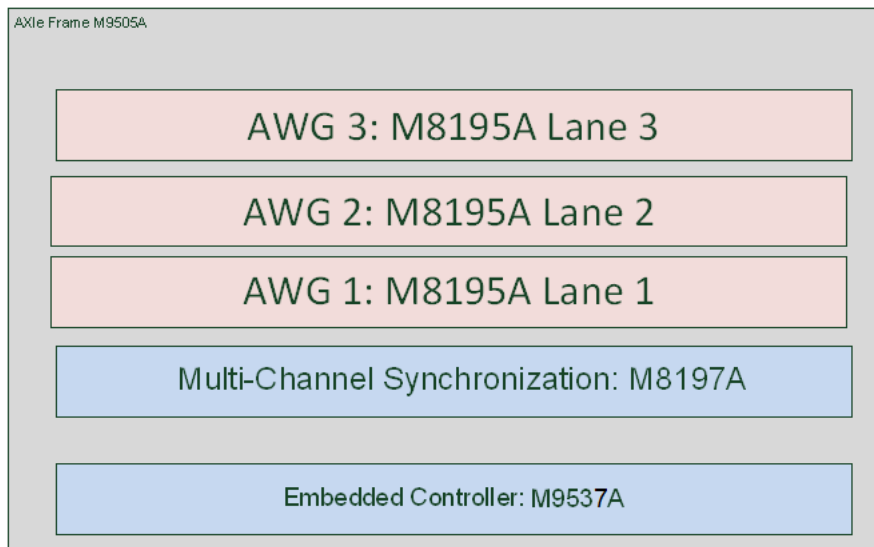 AXIe Frame M9505A
AWG 3: M8195A Lane 3
AWG 2: M8195A Lane 2
AWG 1: M8195A Lane 1
Multi-Channel Synchronization: M8197A
Embedded Controller: M9537A